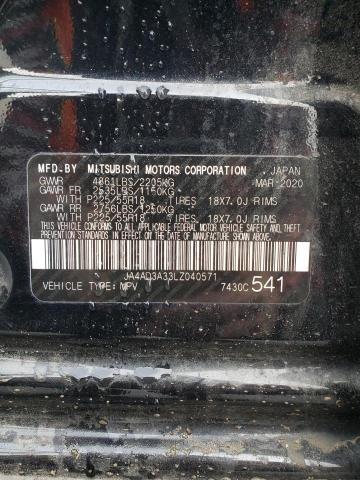 MFD.BY MITSUBISHI MOTORS CORPORATION, JAPAN
GVWR 4861LBS/2205KG MAR-2020
GAWR FR 2535LBS/1150KG
WITH P225/55R18 TIRES 18X7.0J RIMS
GAWR RR 2756LBS/1250KG
WITH P225/55R18 TIRES 18X7.0J RIMS
THIS VEHICLE CONFORMS TO ALL APPLICABLE
FEDERAL MOTOR VEHICLE SAFETY, BUMPER
AND THEFT PREVENTION STANDARDS IN EFFECT
ON THE DATE OF MANUFACTURE SHOWN ABOVE.
JA4AD3A33LZ040571
VEHICLE TYPE: MPV 7430C 541